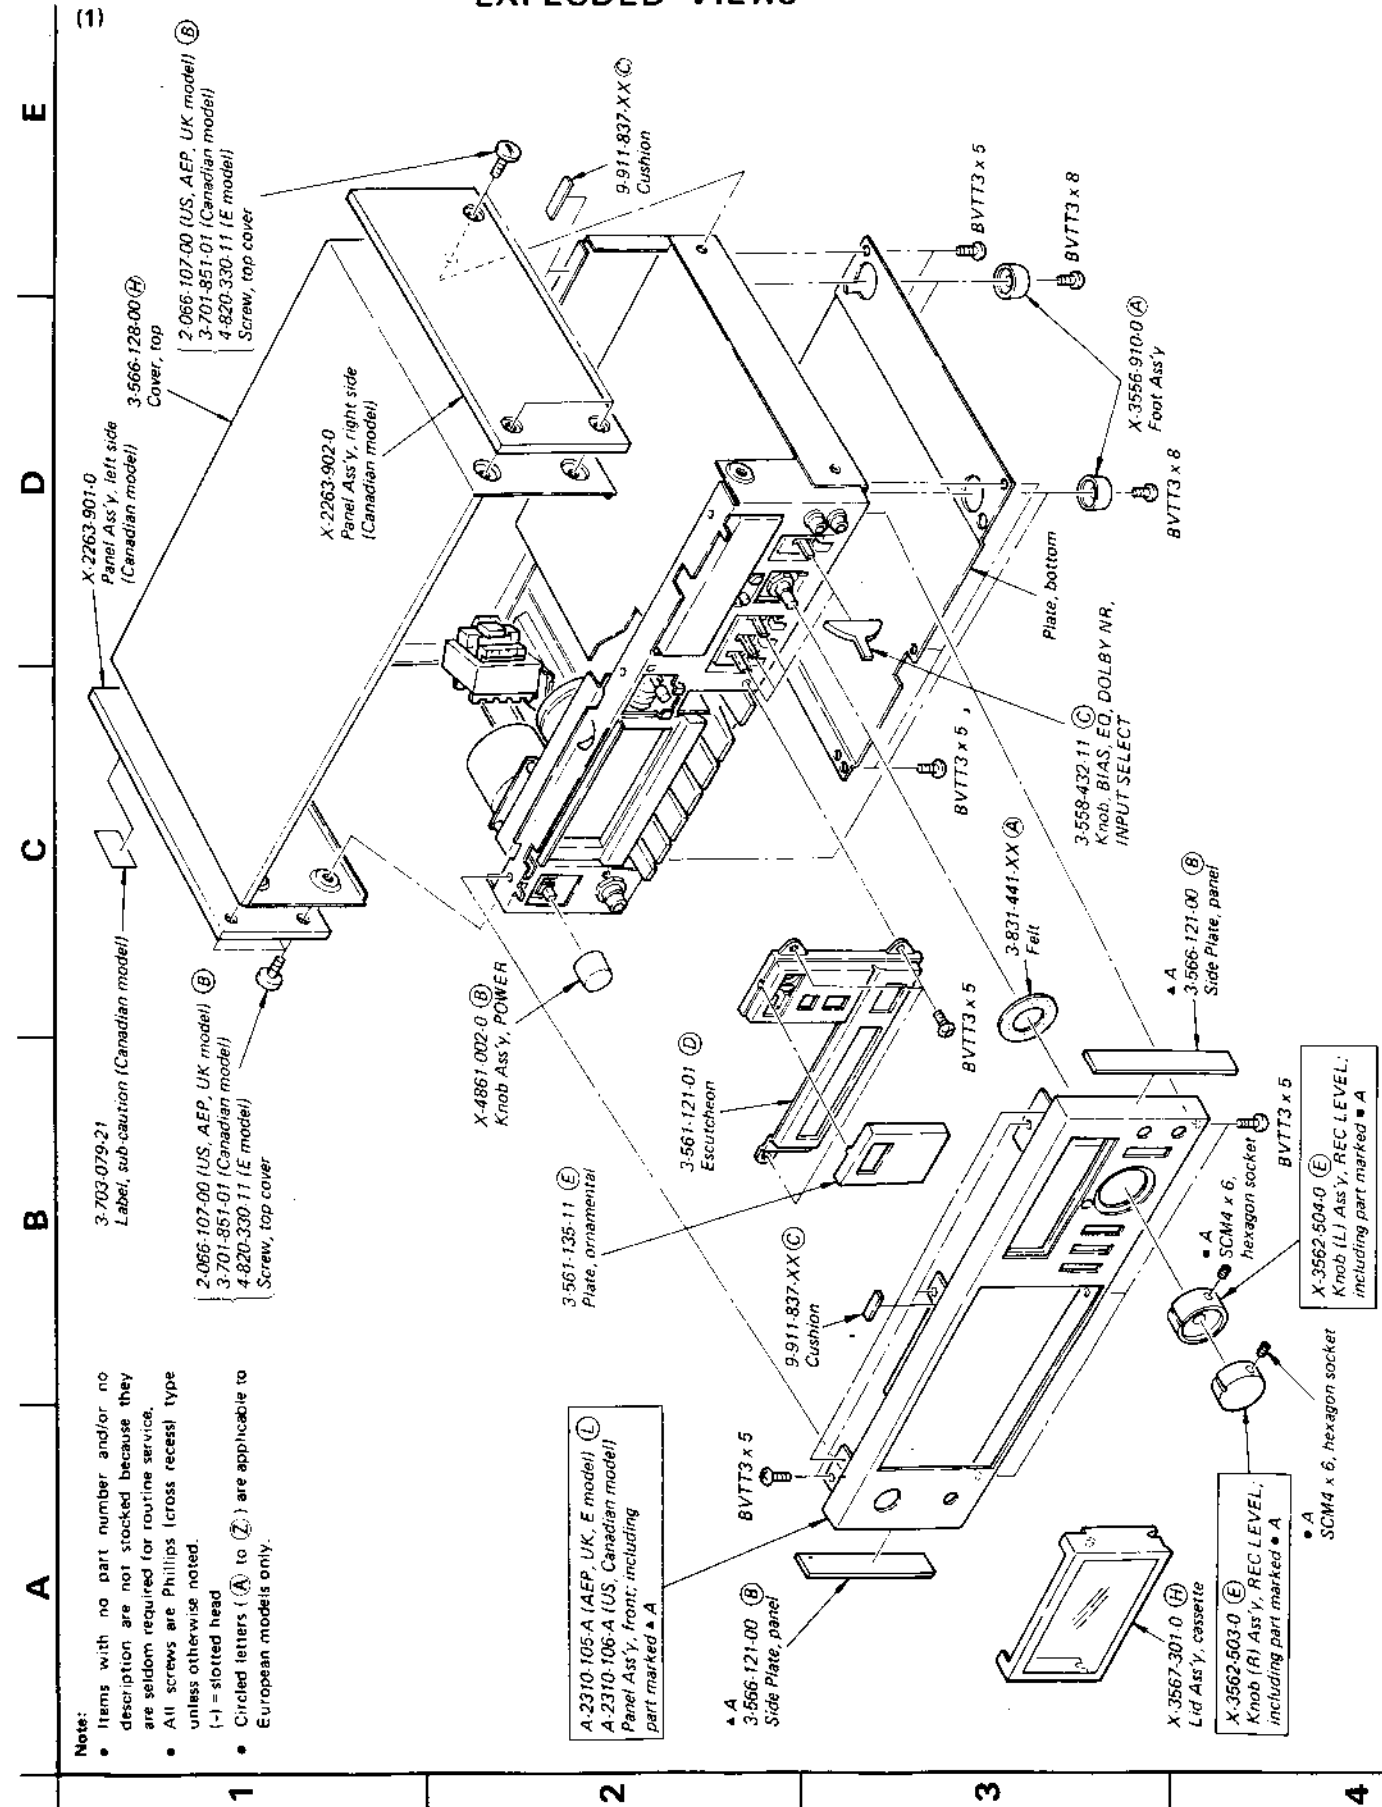 EXPLODED VIEWS
(1)
A
B
C
D
E
1
2
3
4
Note:
• Items with no part number and/or no
description are not stocked because they
are seldom required for routine service.
• All screws are Phillips (cross recess) type
unless otherwise noted.
(-) = slotted head
• Circled letters ( Ⓐ to Ⓩ ) are applicable to
European models only.
3-703-079-21
Label, sub-caution (Canadian model)
X-2263-901-0
Panel Ass'y, left side
(Canadian model)
3-566-128-00 Ⓗ
Cover, top
2-066-107-00 (US, AEP, UK model) Ⓑ
3-701-851-01 (Canadian model)
4-820-330-11 (E model)
Screw, top cover
2-066-107-00 (US, AEP, UK model) Ⓑ
3-701-851-01 (Canadian model)
4-820-330-11 (E model)
Screw, top cover
X-2263-902-0
Panel Ass'y, right side
(Canadian model)
9-911-837-XX Ⓒ
Cushion
X-4861-002-0 Ⓑ
Knob Ass'y, POWER
3-561-121-01 Ⓓ
Escutcheon
3-561-135-11 Ⓔ
Plate, ornamental
9-911-837-XX Ⓒ
Cushion
A-2310-105-A (AEP, UK, E model) Ⓛ
A-2310-106-A (US, Canadian model)
Panel Ass'y, front; including
part marked ▲ A
BVTT3 x 5
▲ A
3-566-121-00 Ⓑ
Side Plate, panel
X-3567-301-0 Ⓗ
Lid Ass'y, cassette
X-3562-503-0 Ⓔ
Knob (R) Ass'y, REC LEVEL;
including part marked • A
• A
SCM4 x 6, hexagon socket
• A
SCM4 x 6,
hexagon socket
X-3562-504-0 Ⓔ
Knob (L) Ass'y, REC LEVEL;
including part marked ■ A
BVTT3 x 5
▲ A
3-566-121-00 Ⓑ
Side Plate, panel
3-831-441-XX Ⓐ
Felt
BVTT3 x 5
3-558-432-11 Ⓒ
Knob, BIAS, EQ, DOLBY NR,
INPUT SELECT
BVTT3 x 5
Plate, bottom
BVTT3 x 8
X-3556-910-0 Ⓐ
Foot Ass'y
BVTT3 x 8
BVTT3 x 5